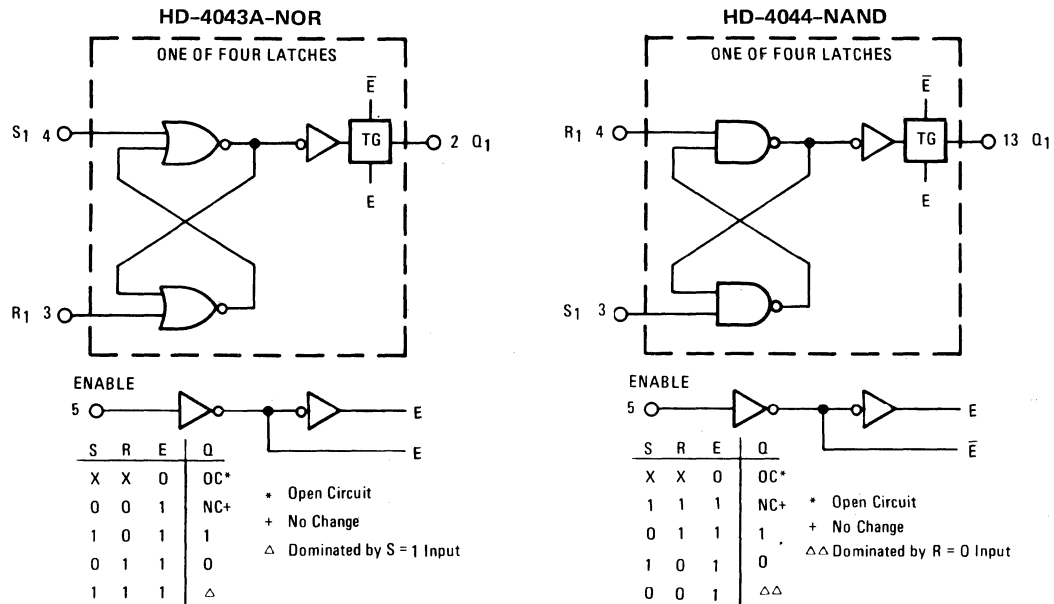 HD-4043A-NOR
ONE OF FOUR LATCHES
E̅
S1 4
TG
2 Q1
E
R1 3
ENABLE
5
E
E
S R E Q
X X 0 OC*
0 0 1 NC+
1 0 1 1
0 1 1 0
1 1 1 △
* Open Circuit
+ No Change
△ Dominated by S = 1 Input
HD-4044-NAND
ONE OF FOUR LATCHES
E̅
R1 4
TG
13 Q1
E
S1 3
ENABLE
5
E
E̅
S R E Q
X X 0 OC*
1 1 1 NC+
0 1 1 1
1 0 1 0
0 0 1 △△
* Open Circuit
+ No Change
△△ Dominated by R = 0 Input